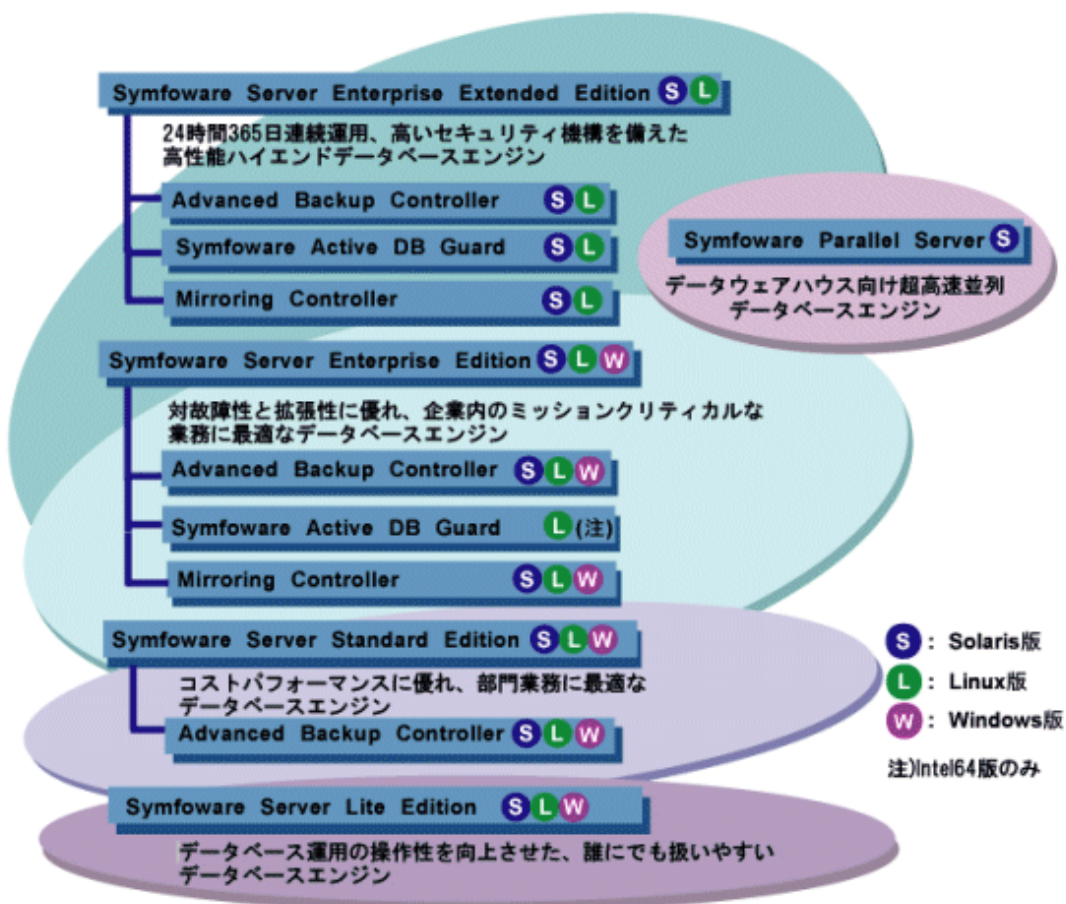 Symfoware Server Enterprise Extended Edition S L
24時間365日連続運用、高いセキュリティ機構を備えた
高性能ハイエンドデータベースエンジン
Advanced Backup Controller S L
Symfoware Active DB Guard S L
Mirroring Controller S L
Symfoware Parallel Server S
データウェアハウス向け超高速並列
データベースエンジン
Symfoware Server Enterprise Edition S L W
対故障性と拡張性に優れ、企業内のミッションクリティカルな
業務に最適なデータベースエンジン
Advanced Backup Controller S L W
Symfoware Active DB Guard L (注)
Mirroring Controller S L W
Symfoware Server Standard Edition S L W
コストパフォーマンスに優れ、部門業務に最適な
データベースエンジン
Advanced Backup Controller S L W
Symfoware Server Lite Edition S L W
データベース運用の操作性を向上させた、誰にでも扱いやすい
データベースエンジン
S : Solaris版
L : Linux版
W : Windows版
注)Intel64版のみ